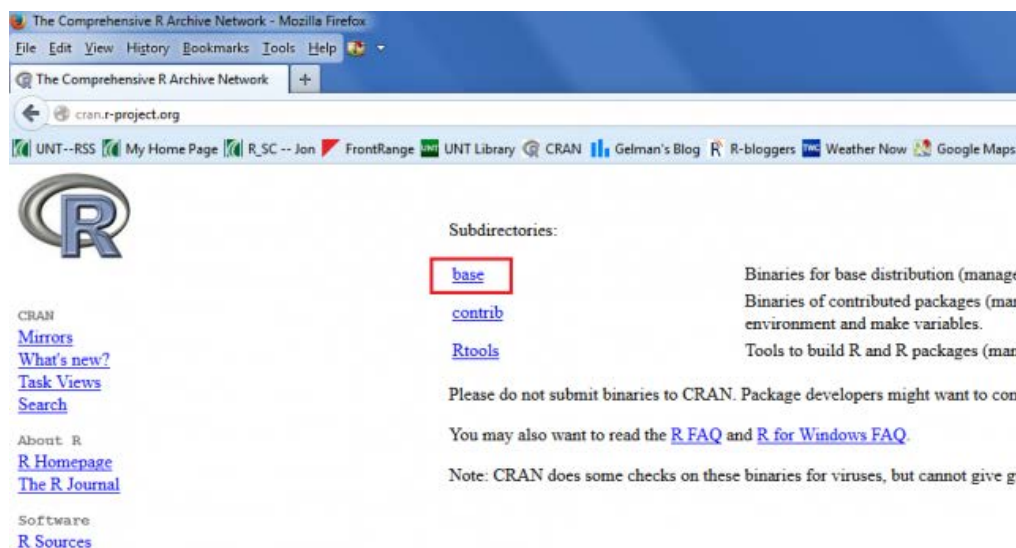 The Comprehensive R Archive Network - Mozilla Firefox
File Edit View History Bookmarks Tools Help
The Comprehensive R Archive Network +
cran.r-project.org
UNT--RSS My Home Page R_SC -- Jon FrontRange UNT UNT Library CRAN Gelman's Blog R R-bloggers TWC Weather Now Google Maps
R
Subdirectories:
base Binaries for base distribution (manage
contrib Binaries of contributed packages (man
environment and make variables.
Rtools Tools to build R and R packages (man
Please do not submit binaries to CRAN. Package developers might want to con
You may also want to read the R FAQ and R for Windows FAQ.
Note: CRAN does some checks on these binaries for viruses, but cannot give g
CRAN
Mirrors
What's new?
Task Views
Search
About R
R Homepage
The R Journal
Software
R Sources